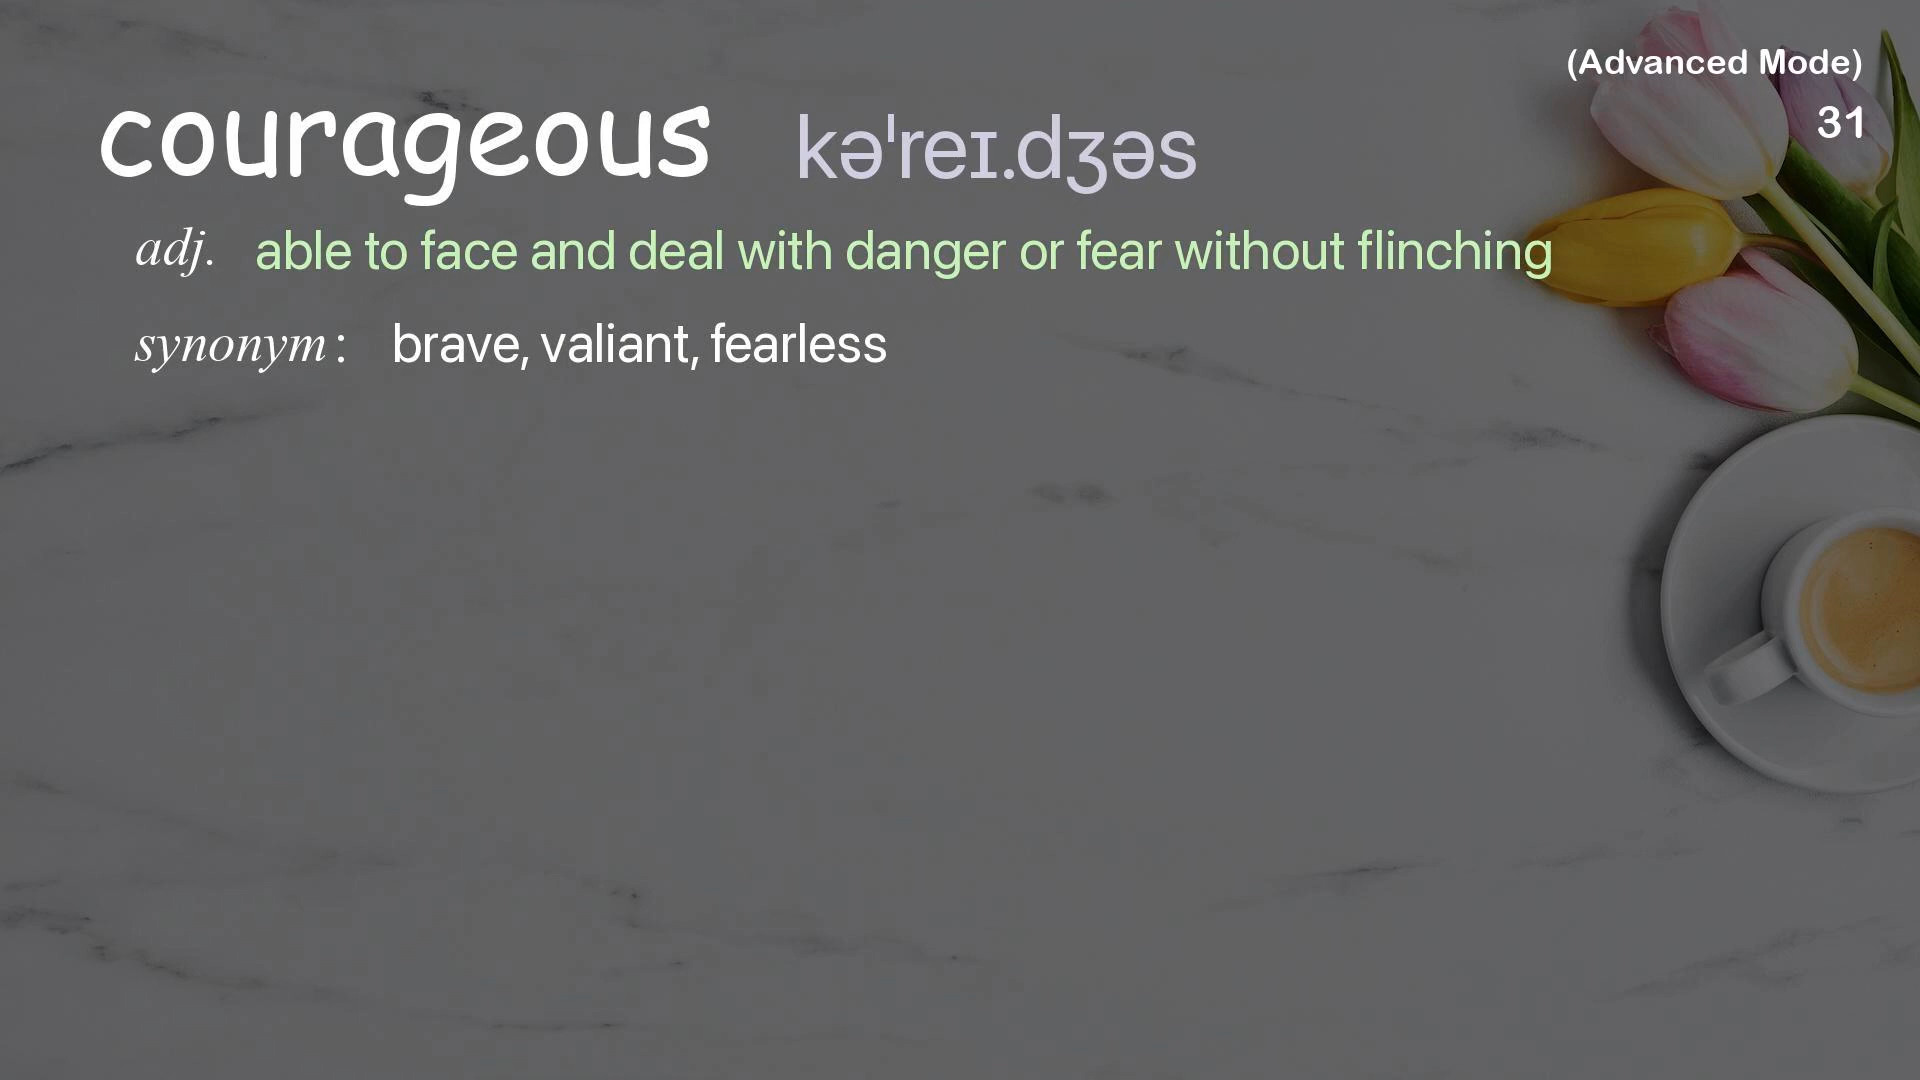 (Advanced Mode)
courageous kəˈreɪ.dʒəs
31
adj. able to face and deal with danger or fear without flinching
synonym: brave, valiant, fearless